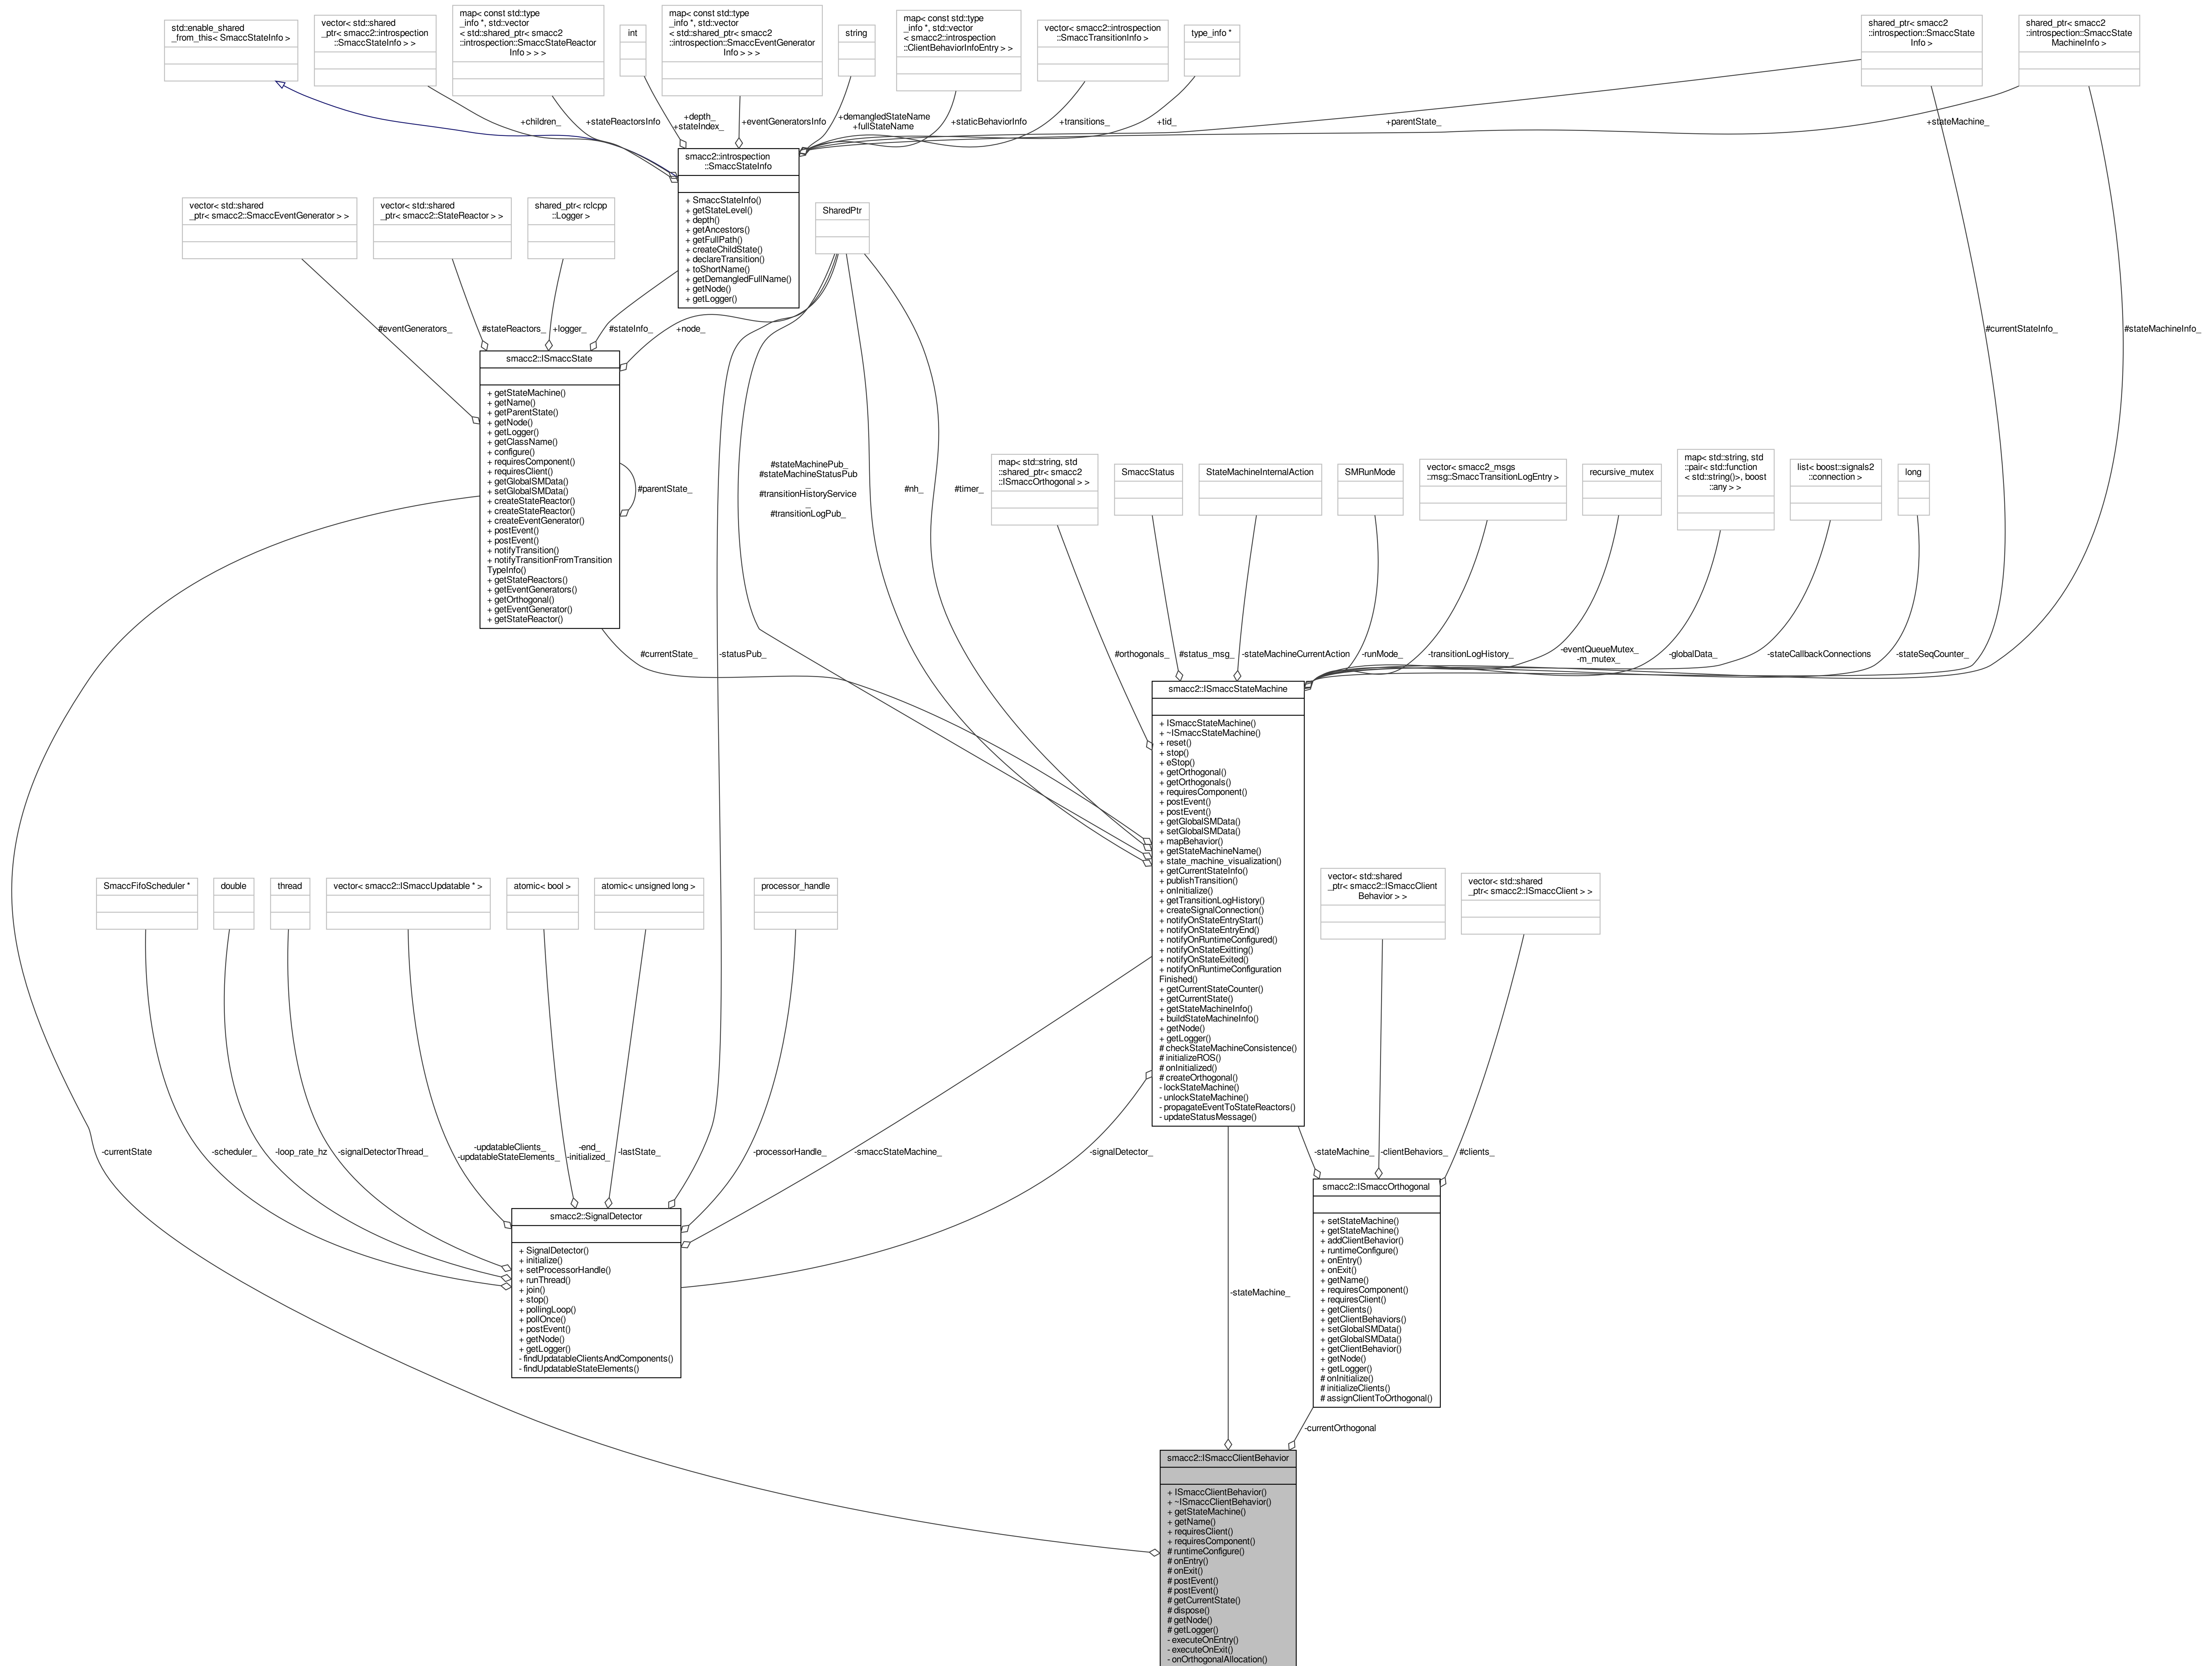 std::enable_shared
_from_this< SmaccStateInfo >
vector< std::shared
_ptr< smacc2::introspection
::SmaccStateInfo > >
map< const std::type
_info *, std::vector
< std::shared_ptr< smacc2
::introspection::SmaccStateReactor
Info > > >
int
map< const std::type
_info *, std::vector
< std::shared_ptr< smacc2
::introspection::SmaccEventGenerator
Info > > >
string
map< const std::type
_info *, std::vector
< smacc2::introspection
::ClientBehaviorInfoEntry > >
vector< smacc2::introspection
::SmaccTransitionInfo >
type_info *
shared_ptr< smacc2
::introspection::SmaccState
Info >
shared_ptr< smacc2
::introspection::SmaccState
MachineInfo >
+children_
+stateReactorsInfo
+depth_
+stateIndex_
+eventGeneratorsInfo
+demangledStateName
+fullStateName
+staticBehaviorInfo
+transitions_
+tid_
+parentState_
+stateMachine_
smacc2::introspection
::SmaccStateInfo
+ SmaccStateInfo()
+ getStateLevel()
+ depth()
+ getAncestors()
+ getFullPath()
+ createChildState()
+ declareTransition()
+ toShortName()
+ getDemangledFullName()
+ getNode()
+ getLogger()
vector< std::shared
_ptr< smacc2::SmaccEventGenerator > >
vector< std::shared
_ptr< smacc2::StateReactor > >
shared_ptr< rclcpp
::Logger >
SharedPtr
#eventGenerators_
#stateReactors_
+logger_
#stateInfo_
+node_
#currentStateInfo_
#stateMachineInfo_
smacc2::ISmaccState
+ getStateMachine()
+ getName()
+ getParentState()
+ getNode()
+ getLogger()
+ getClassName()
+ configure()
+ requiresComponent()
+ requiresClient()
+ getGlobalSMData()
+ setGlobalSMData()
+ createStateReactor()
+ createStateReactor()
+ createEventGenerator()
+ postEvent()
+ postEvent()
+ notifyTransition()
+ notifyTransitionFromTransition
TypeInfo()
+ getStateReactors()
+ getEventGenerators()
+ getOrthogonal()
+ getEventGenerator()
+ getStateReactor()
#parentState_
#stateMachinePub_
#stateMachineStatusPub
_
#transitionHistoryService
_
#transitionLogPub_
#nh_
#timer_
map< std::string, std
::shared_ptr< smacc2
::ISmaccOrthogonal > >
SmaccStatus
StateMachineInternalAction
SMRunMode
vector< smacc2_msgs
::msg::SmaccTransitionLogEntry >
recursive_mutex
map< std::string, std
::pair< std::function
< std::string()>, boost
::any > >
list< boost::signals2
::connection >
long
#currentState_
-statusPub_
#orthogonals_
#status_msg_
-stateMachineCurrentAction
-runMode_
-transitionLogHistory_
-eventQueueMutex_
-m_mutex_
-globalData_
-stateCallbackConnections
-stateSeqCounter_
smacc2::ISmaccStateMachine
+ ISmaccStateMachine()
+ ~ISmaccStateMachine()
+ reset()
+ stop()
+ eStop()
+ getOrthogonal()
+ getOrthogonals()
+ requiresComponent()
+ postEvent()
+ postEvent()
+ getGlobalSMData()
+ setGlobalSMData()
+ mapBehavior()
+ getStateMachineName()
+ state_machine_visualization()
+ getCurrentStateInfo()
+ publishTransition()
+ onInitialize()
+ getTransitionLogHistory()
+ createSignalConnection()
+ notifyOnStateEntryStart()
+ notifyOnStateEntryEnd()
+ notifyOnRuntimeConfigured()
+ notifyOnStateExitting()
+ notifyOnStateExited()
+ notifyOnRuntimeConfiguration
Finished()
+ getCurrentStateCounter()
+ getCurrentState()
+ getStateMachineInfo()
+ buildStateMachineInfo()
+ getNode()
+ getLogger()
# checkStateMachineConsistence()
# initializeROS()
# onInitialized()
# createOrthogonal()
- lockStateMachine()
- unlockStateMachine()
- propagateEventToStateReactors()
- updateStatusMessage()
SmaccFifoScheduler *
double
thread
vector< smacc2::ISmaccUpdatable * >
atomic< bool >
atomic< unsigned long >
processor_handle
vector< std::shared
_ptr< smacc2::ISmaccClient
Behavior > >
vector< std::shared
_ptr< smacc2::ISmaccClient > >
-currentState
-scheduler_
-loop_rate_hz
-signalDetectorThread_
-updatableClients_
-updatableStateElements_
-end_
-initialized_
-lastState_
-processorHandle_
-smaccStateMachine_
-signalDetector_
-stateMachine_
-clientBehaviors_
#clients_
smacc2::SignalDetector
+ SignalDetector()
+ initialize()
+ setProcessorHandle()
+ runThread()
+ join()
+ stop()
+ pollingLoop()
+ pollOnce()
+ postEvent()
+ getNode()
+ getLogger()
- findUpdatableClientsAndComponents()
- findUpdatableStateElements()
smacc2::ISmaccOrthogonal
+ setStateMachine()
+ getStateMachine()
+ addClientBehavior()
+ runtimeConfigure()
+ onEntry()
+ onExit()
+ getName()
+ requiresComponent()
+ requiresClient()
+ getClients()
+ getClientBehaviors()
+ setGlobalSMData()
+ getGlobalSMData()
+ getClientBehavior()
+ getNode()
+ getLogger()
# onInitialize()
# initializeClients()
# assignClientToOrthogonal()
-stateMachine_
-currentOrthogonal
smacc2::ISmaccClientBehavior
+ ISmaccClientBehavior()
+ ~ISmaccClientBehavior()
+ getStateMachine()
+ getName()
+ requiresClient()
+ requiresComponent()
# runtimeConfigure()
# onEntry()
# onExit()
# postEvent()
# postEvent()
# getCurrentState()
# dispose()
# getNode()
# getLogger()
- executeOnEntry()
- executeOnExit()
- onOrthogonalAllocation()